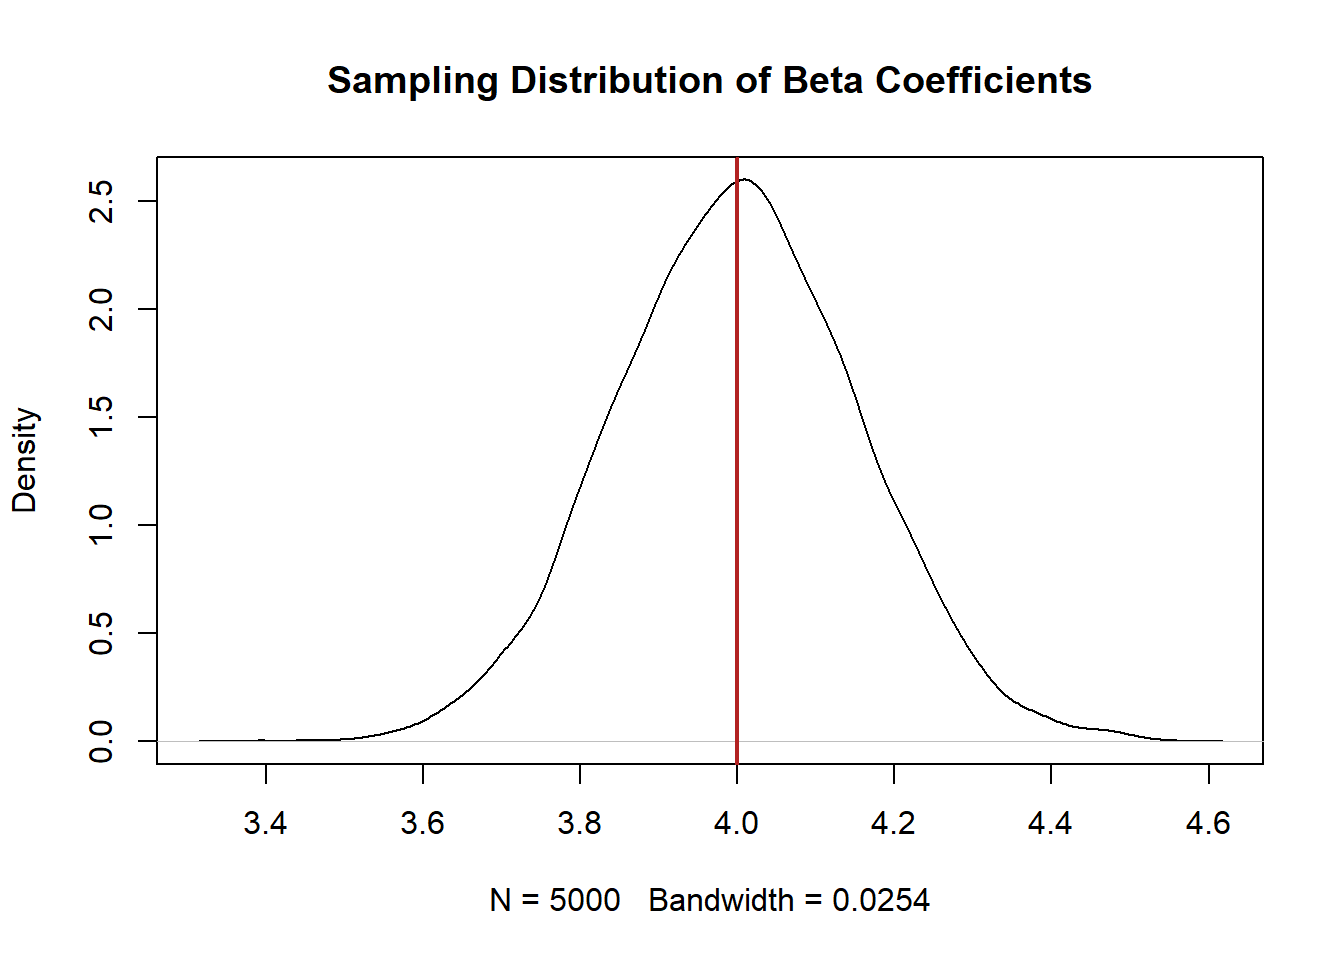 Sampling Distribution of Beta Coefficients
Density
2.5
2.0
1.5
1.0
0.5
0.0
3.4 3.6 3.8 4.0 4.2 4.4 4.6
N = 5000 Bandwidth = 0.0254